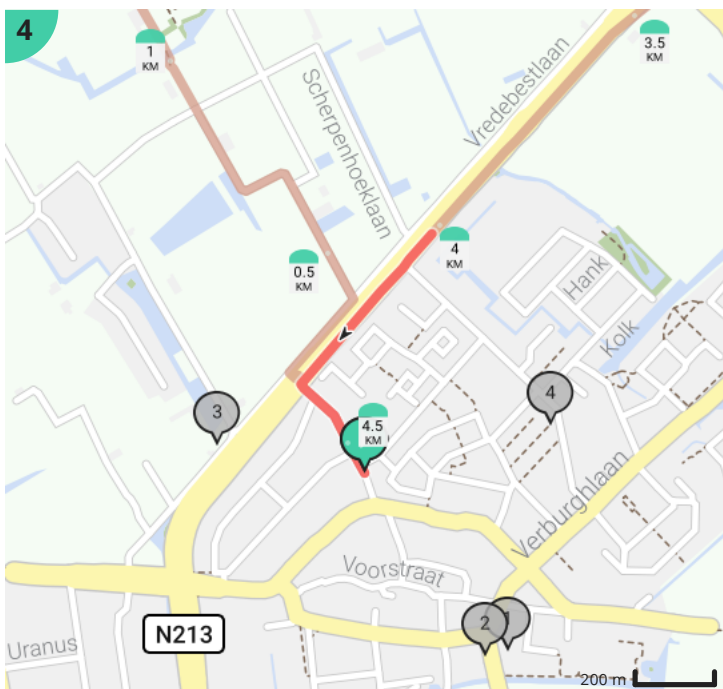 4
1
KM
3.5
KM
Vredebestlaan
Scherpenhoeklaan
4
KM
0.5
KM
Hank
Kolk
4
3
4.5
KM
Verburghlaan
Voorstraat
2
1
N213
Uranus
200 m